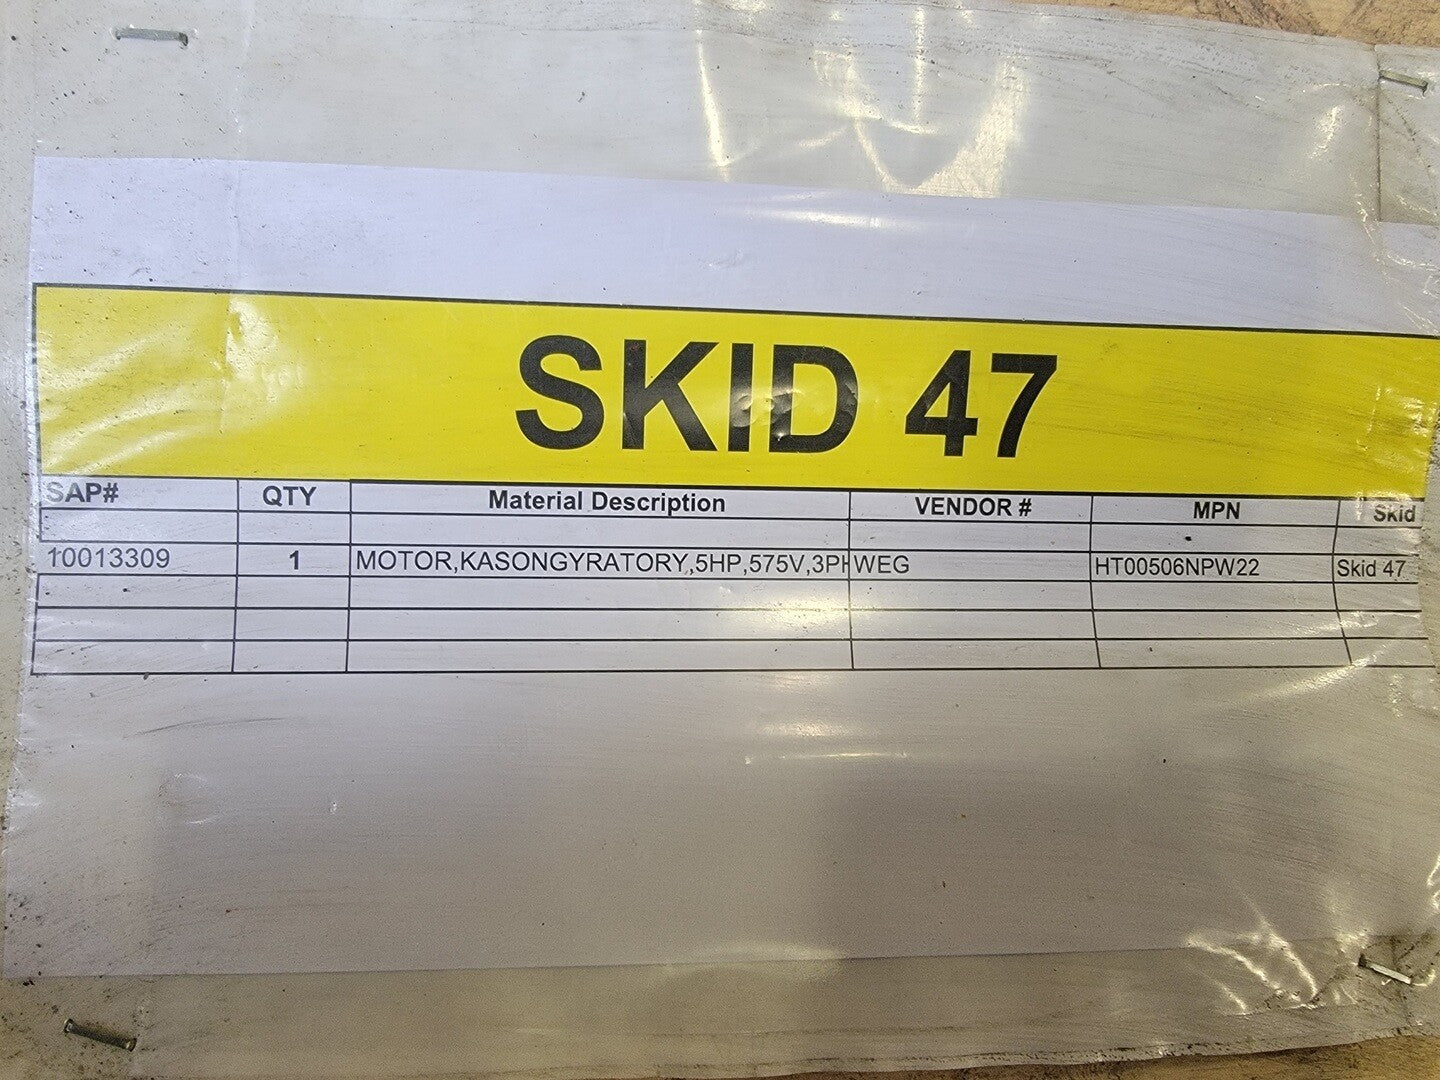 SKID 47
SAP# QTY Material Description VENDOR # MPN Skid
10013309 1 MOTOR,KASONGYRATORY,5HP,575V,3PH WEG HT00506NPW22 Skid 47